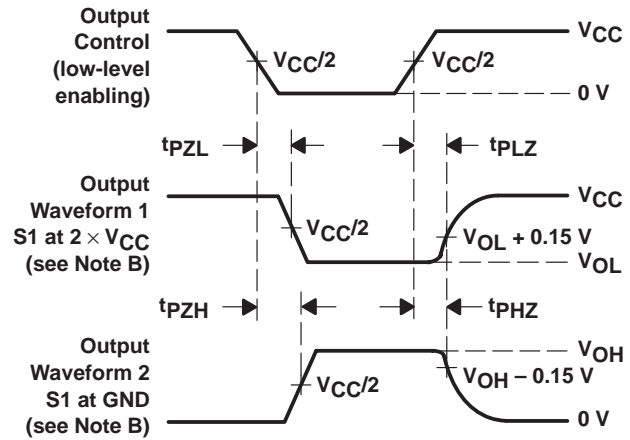 Output
Control
(low-level
enabling)
VCC
VCC/2
VCC/2
0 V
tPZL
tPLZ
Output
Waveform 1
S1 at 2 × VCC
(see Note B)
VCC
VCC/2
VOL + 0.15 V
VOL
tPZH
tPHZ
Output
Waveform 2
S1 at GND
(see Note B)
VOH
VCC/2
VOH – 0.15 V
0 V